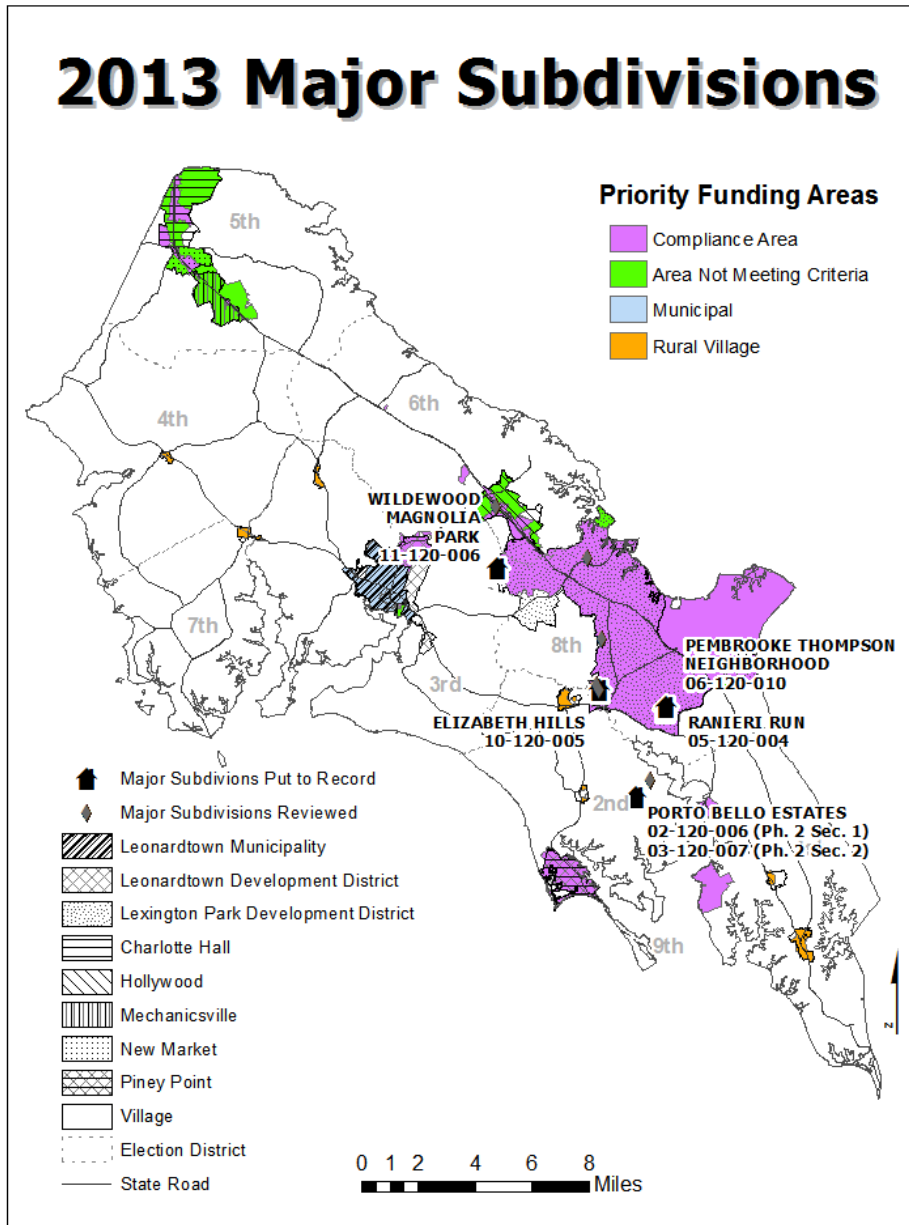 2013 Major Subdivisions
Priority Funding Areas
Compliance Area
Area Not Meeting Criteria
Municipal
Rural Village
5th
4th
6th
WILDEWOOD
MAGNOLIA
PARK
11-120-006
7th
8th
3rd
PEMBROOKE THOMPSON
NEIGHBORHOOD
06-120-010
ELIZABETH HILLS
10-120-005
RANIERI RUN
05-120-004
2nd
PORTO BELLO ESTATES
02-120-006 (Ph. 2 Sec. 1)
03-120-007 (Ph. 2 Sec. 2)
9th
Major Subdivions Put to Record
Major Subdivisions Reviewed
Leonardtown Municipality
Leonardtown Development District
Lexington Park Development District
Charlotte Hall
Hollywood
Mechanicsville
New Market
Piney Point
Village
Election District
State Road
0 1 2 4 6 8
Miles
z